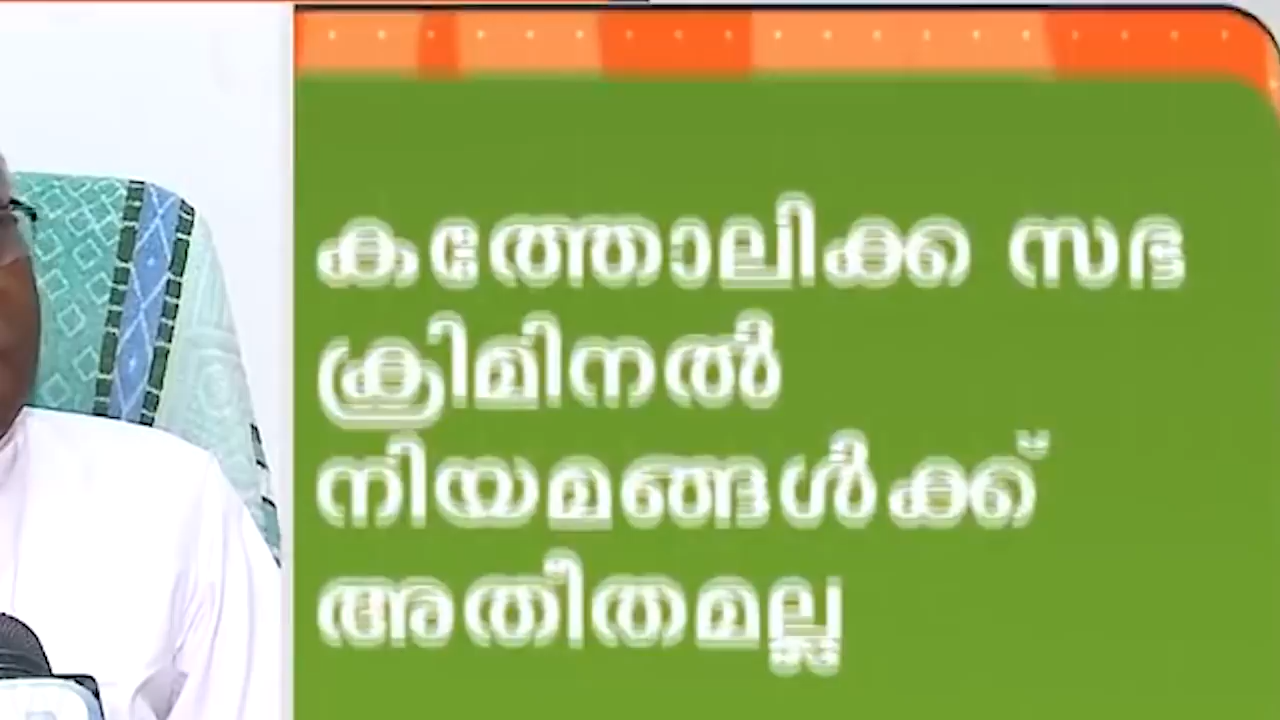 കത്തോലിക്ക സഭ
ക്രിമിനൽ
നിയമങ്ങൾക്ക്
അതീതമല്ല